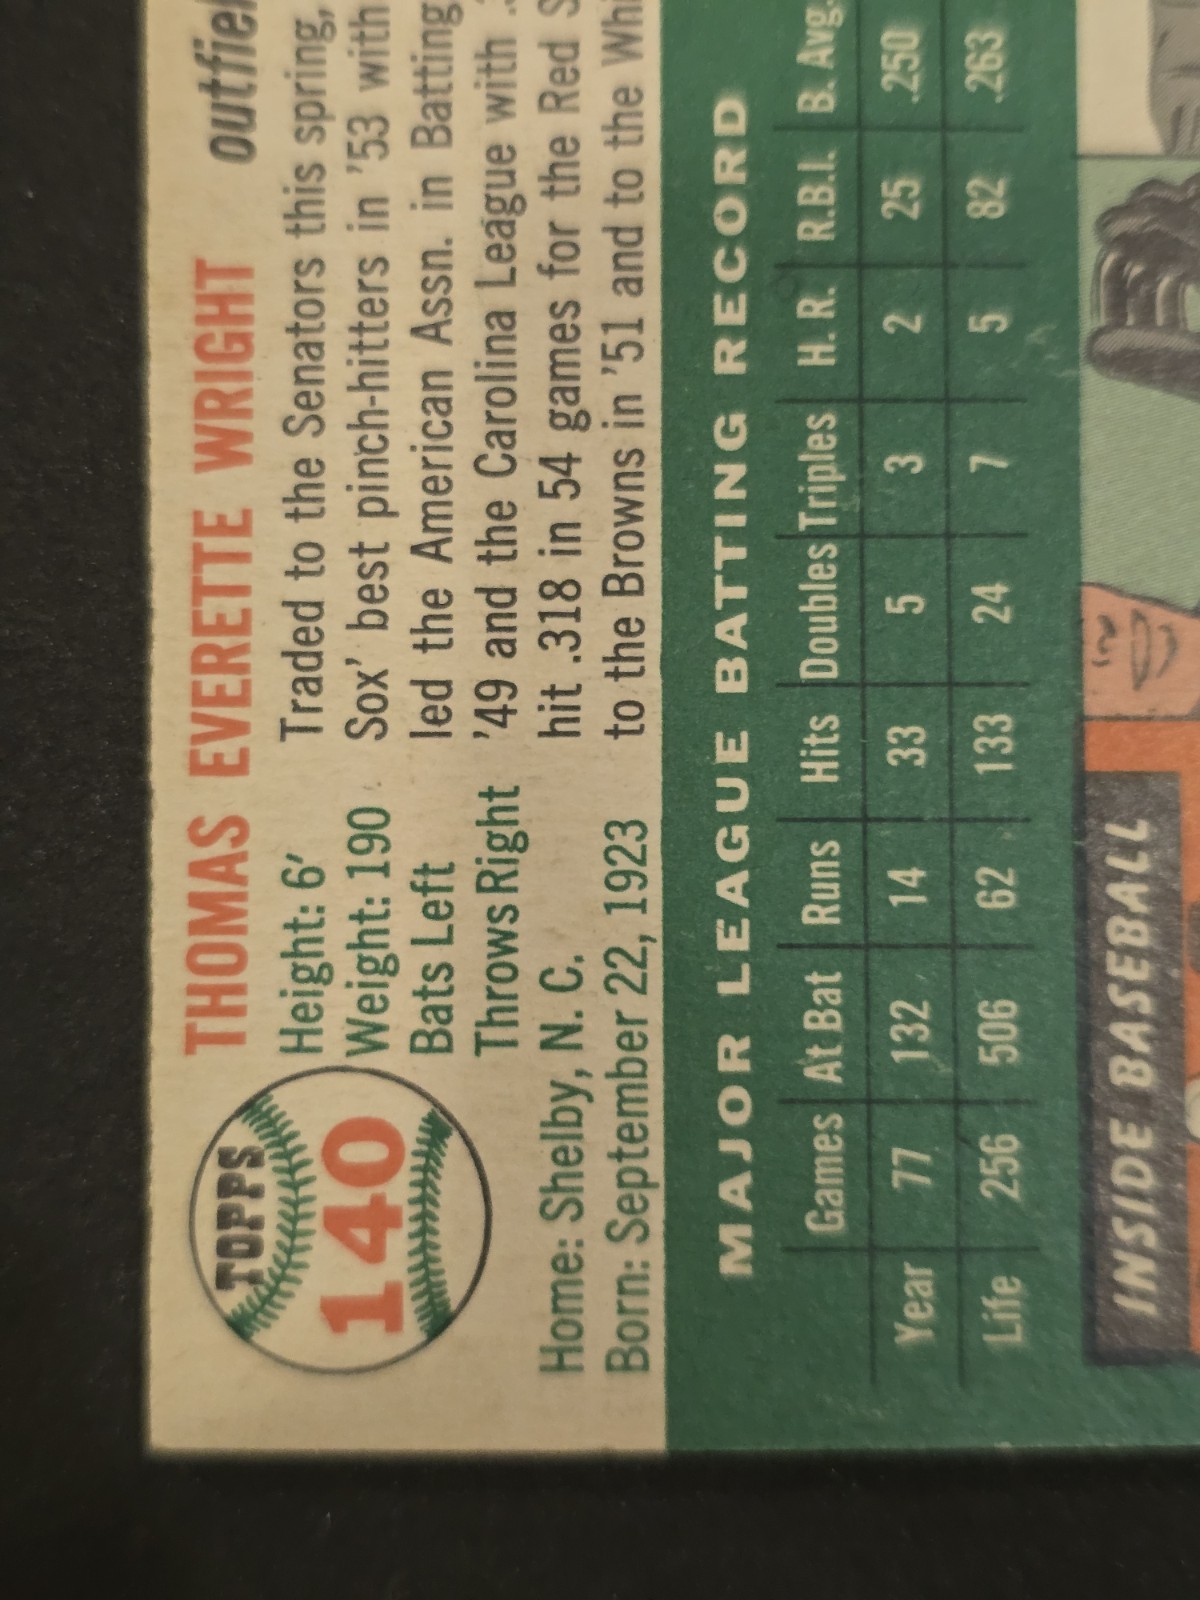 TOPPS
140
THOMAS EVERETTE WRIGHT
Height: 6'
Weight: 190
Bats Left
Throws Right
Home: Shelby, N. C.
Born: September 22, 1923
Traded to the Senators this spring,
Sox' best pinch-hitters in '53 with
led the American Assn. in Batting
'49 and the Carolina League with
hit .318 in 54 games for the Red
to the Browns in '51 and to the
MAJOR LEAGUE BATTING RECORD
Games At Bat Runs Hits Doubles Triples H. R. R.B.I. B. Avg.
Year 77 132 14 33 5 3 2 25 .250
Life 256 506 62 133 24 7 5 82 .263
INSIDE BASEBALL